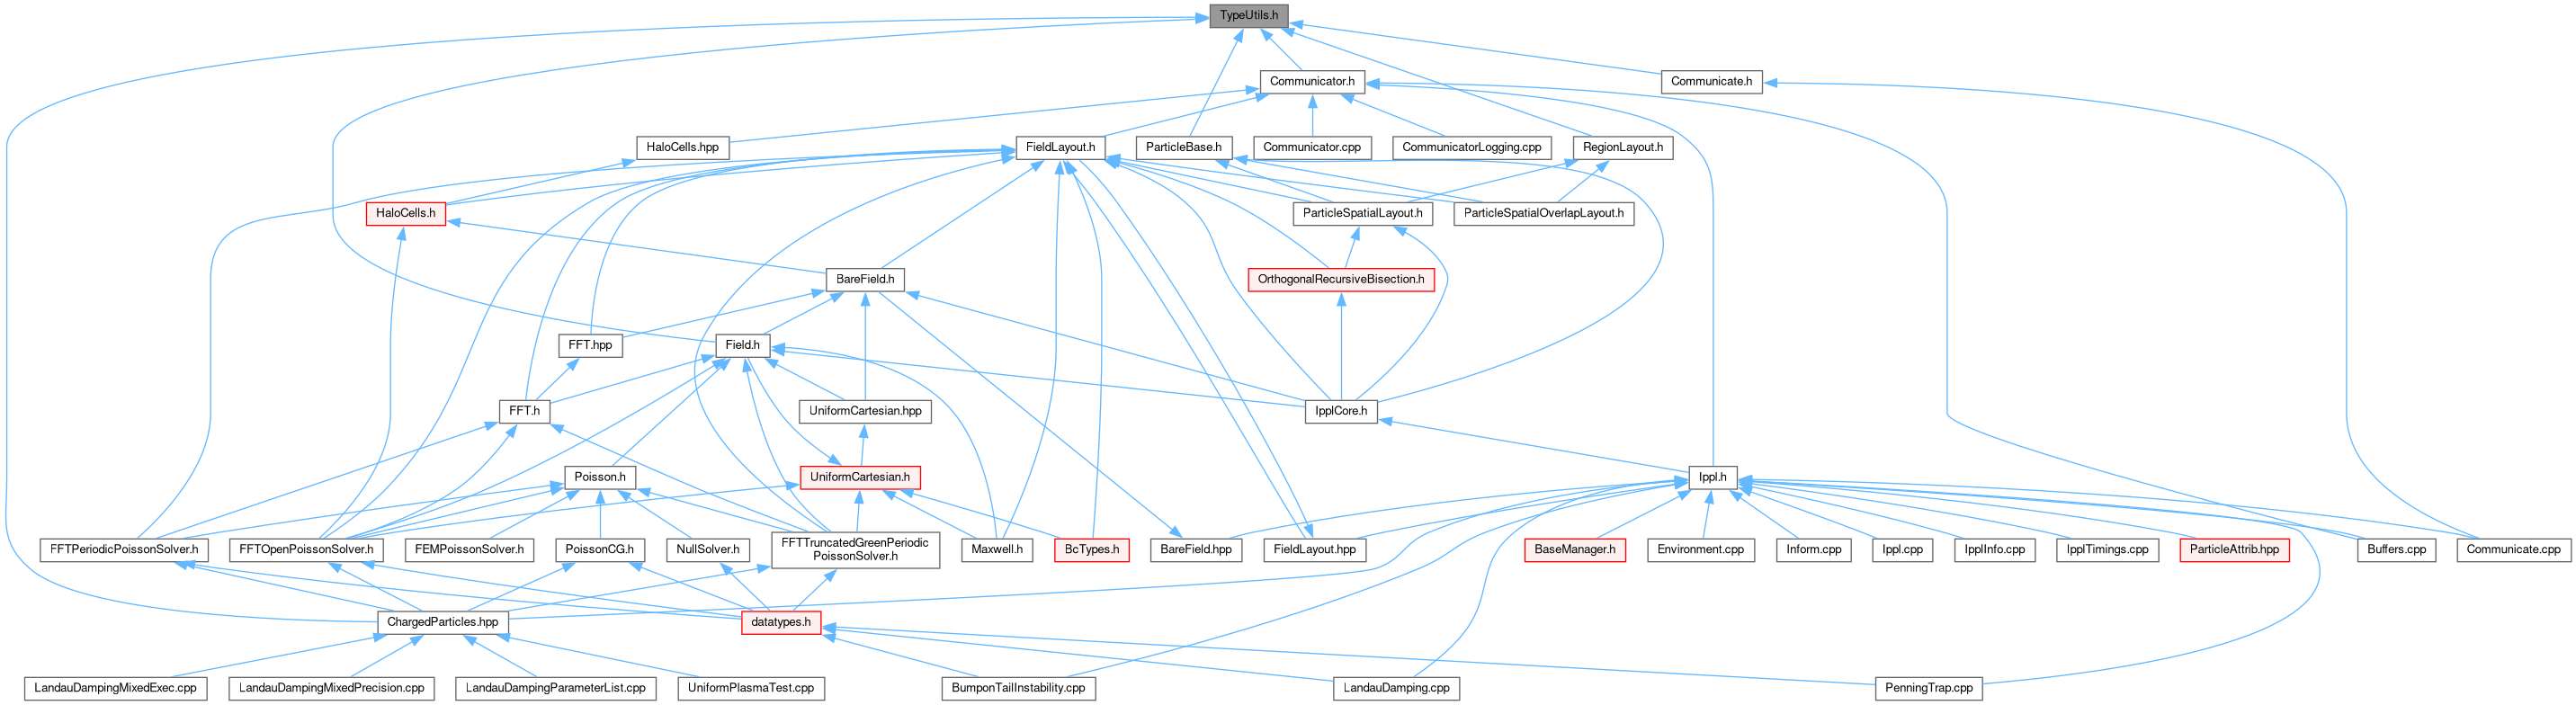 TypeUtils.h
Communicator.h
Communicate.h
HaloCells.hpp
FieldLayout.h
ParticleBase.h
Communicator.cpp
CommunicatorLogging.cpp
RegionLayout.h
HaloCells.h
ParticleSpatialLayout.h
ParticleSpatialOverlapLayout.h
BareField.h
OrthogonalRecursiveBisection.h
FFT.hpp
Field.h
FFT.h
UniformCartesian.hpp
IpplCore.h
Poisson.h
UniformCartesian.h
Ippl.h
FFTPeriodicPoissonSolver.h
FFTOpenPoissonSolver.h
FEMPoissonSolver.h
PoissonCG.h
NullSolver.h
FFTTruncatedGreenPeriodic
PoissonSolver.h
Maxwell.h
BcTypes.h
BareField.hpp
FieldLayout.hpp
BaseManager.h
Environment.cpp
Inform.cpp
Ippl.cpp
IpplInfo.cpp
IpplTimings.cpp
ParticleAttrib.hpp
Buffers.cpp
Communicate.cpp
ChargedParticles.hpp
datatypes.h
LandauDampingMixedExec.cpp
LandauDampingMixedPrecision.cpp
LandauDampingParameterList.cpp
UniformPlasmaTest.cpp
BumponTailInstability.cpp
LandauDamping.cpp
PenningTrap.cpp